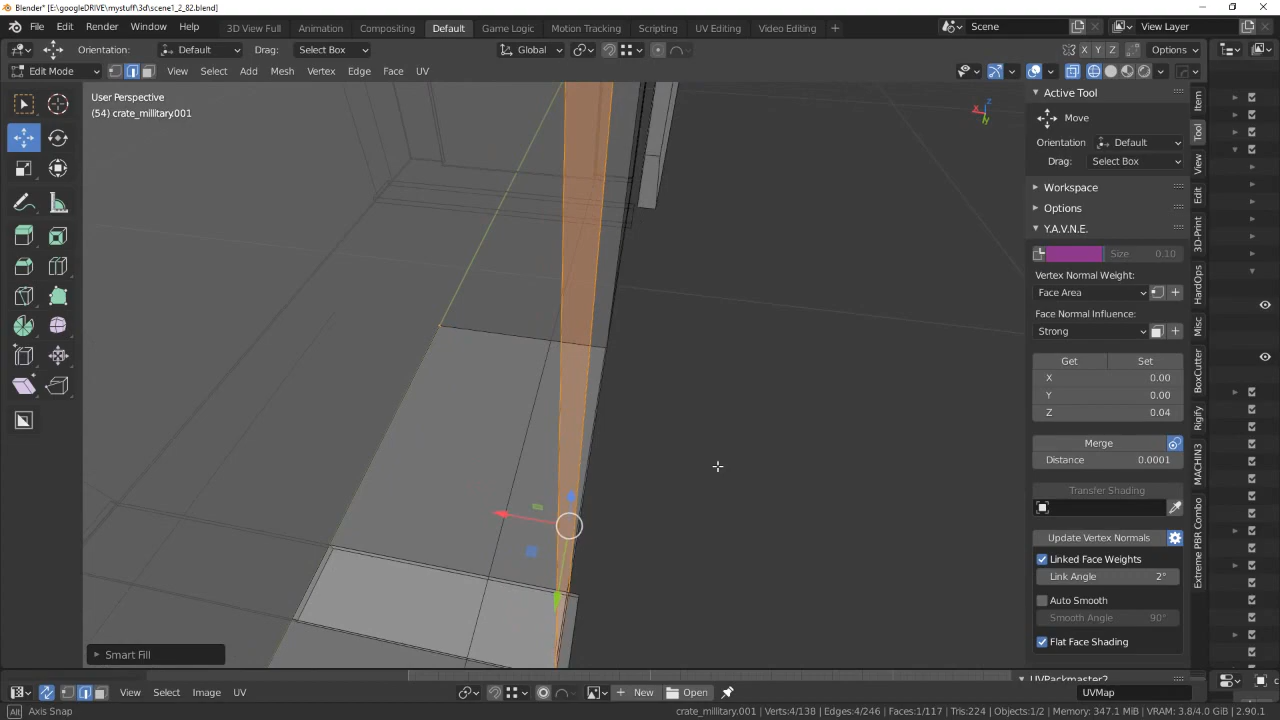 Blender* [E:\googleDRIVE\mystuff\3d\scene1_2_82.blend]
File Edit Render Window Help 3D View Full Animation Compositing Default Game Logic Motion Tracking Scripting UV Editing Video Editing + Scene View Layer
Orientation: Default Drag: Select Box Global X Y Z Options
Edit Mode View Select Add Mesh Vertex Edge Face UV
User Perspective
(54) crate_millitary.001
Active Tool
Move
Orientation Default
Drag: Select Box
Workspace
Options
Y.A.V.N.E.
Size 0.10
Vertex Normal Weight:
Face Area
Face Normal Influence:
Strong
Get Set
X 0.00
Y 0.00
Z 0.04
Merge
Distance 0.0001
Transfer Shading
Update Vertex Normals
Linked Face Weights
Link Angle 2°
Auto Smooth
Smooth Angle 90°
Flat Face Shading
UVPackmaster2
Item
Tool
View
Edit
3D-Print
HardOps
Misc
BoxCutter
Rigify
MACHIN3
Extreme PBR Combo
x
y
z
Smart Fill
View Select Image UV New Open UVMap
Alt Axis Snap crate_millitary.001 | Verts:4/138 | Edges:4/246 | Faces:1/117 | Tris:224 | Objects:1/2 | Memory: 347.1 MiB | VRAM: 3.8/4.0 GiB | 2.90.1